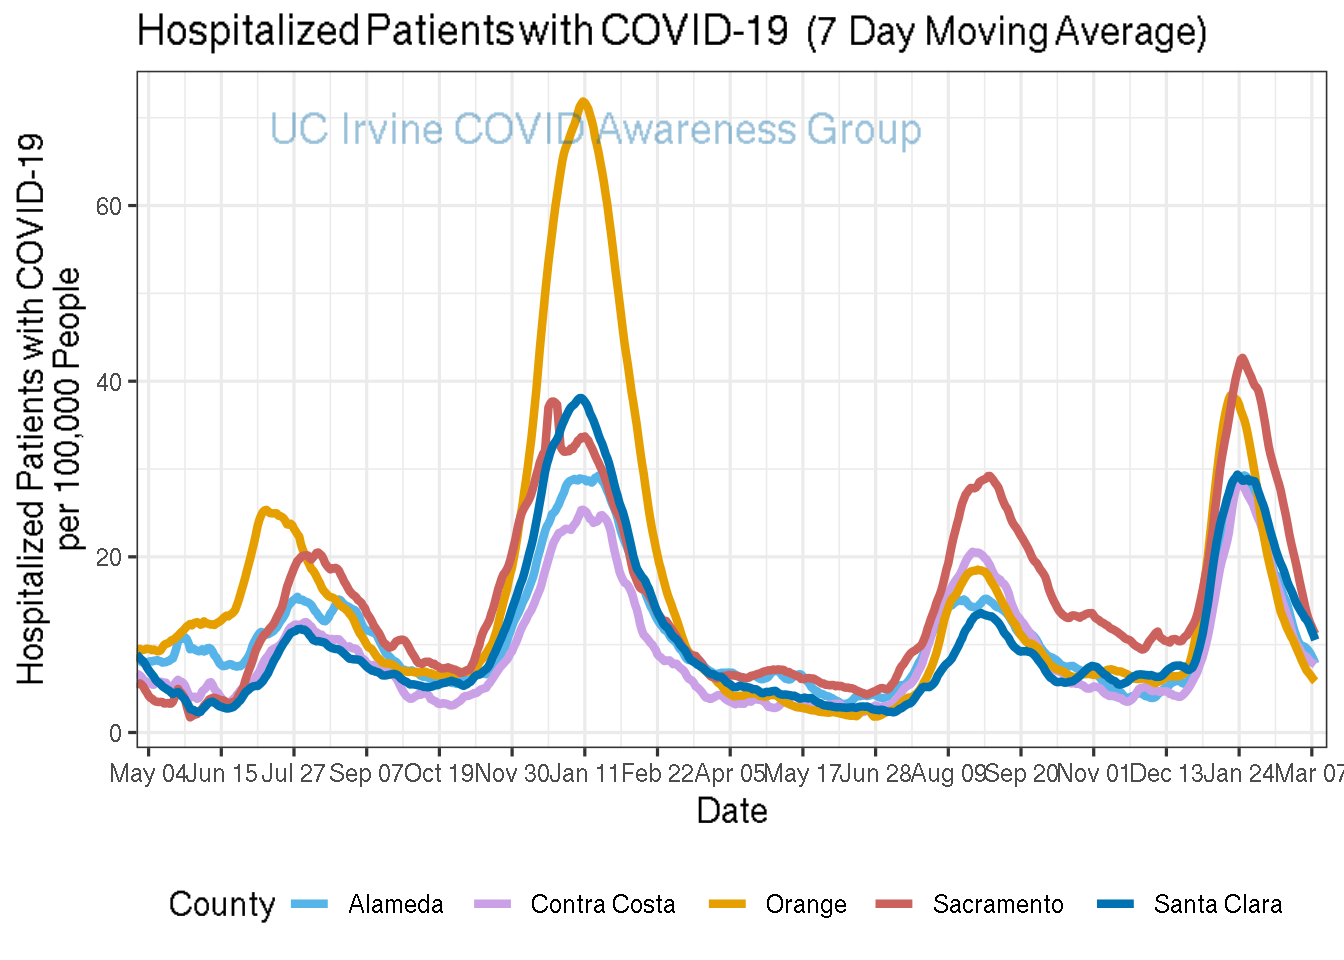 Hospitalized Patients with COVID-19 (7 Day Moving Average)
UC Irvine COVID Awareness Group
Hospitalized Patients with COVID-19
per 100,000 People
60
40
20
0
May 04 Jun 15 Jul 27 Sep 07 Oct 19 Nov 30 Jan 11 Feb 22 Apr 05 May 17 Jun 28 Aug 09 Sep 20 Nov 01 Dec 13 Jan 24 Mar 07
Date
County Alameda Contra Costa Orange Sacramento Santa Clara